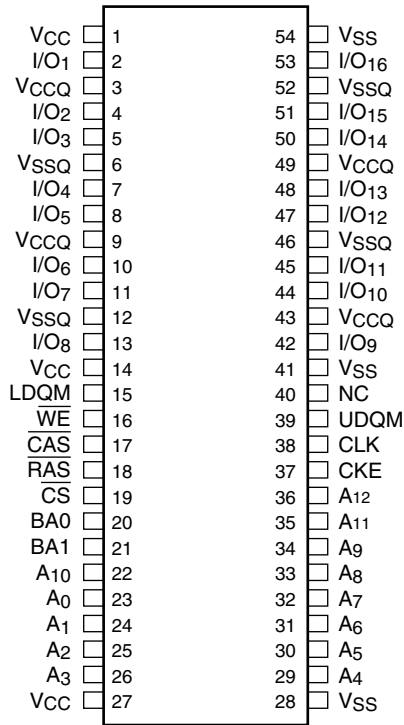 VCC 1 54 VSS
I/O1 2 53 I/O16
VCCQ 3 52 VSSQ
I/O2 4 51 I/O15
I/O3 5 50 I/O14
VSSQ 6 49 VCCQ
I/O4 7 48 I/O13
I/O5 8 47 I/O12
VCCQ 9 46 VSSQ
I/O6 10 45 I/O11
I/O7 11 44 I/O10
VSSQ 12 43 VCCQ
I/O8 13 42 I/O9
VCC 14 41 VSS
LDQM 15 40 NC
W̅E̅ 16 39 UDQM
C̅A̅S̅ 17 38 CLK
R̅A̅S̅ 18 37 CKE
C̅S̅ 19 36 A12
BA0 20 35 A11
BA1 21 34 A9
A10 22 33 A8
A0 23 32 A7
A1 24 31 A6
A2 25 30 A5
A3 26 29 A4
VCC 27 28 VSS